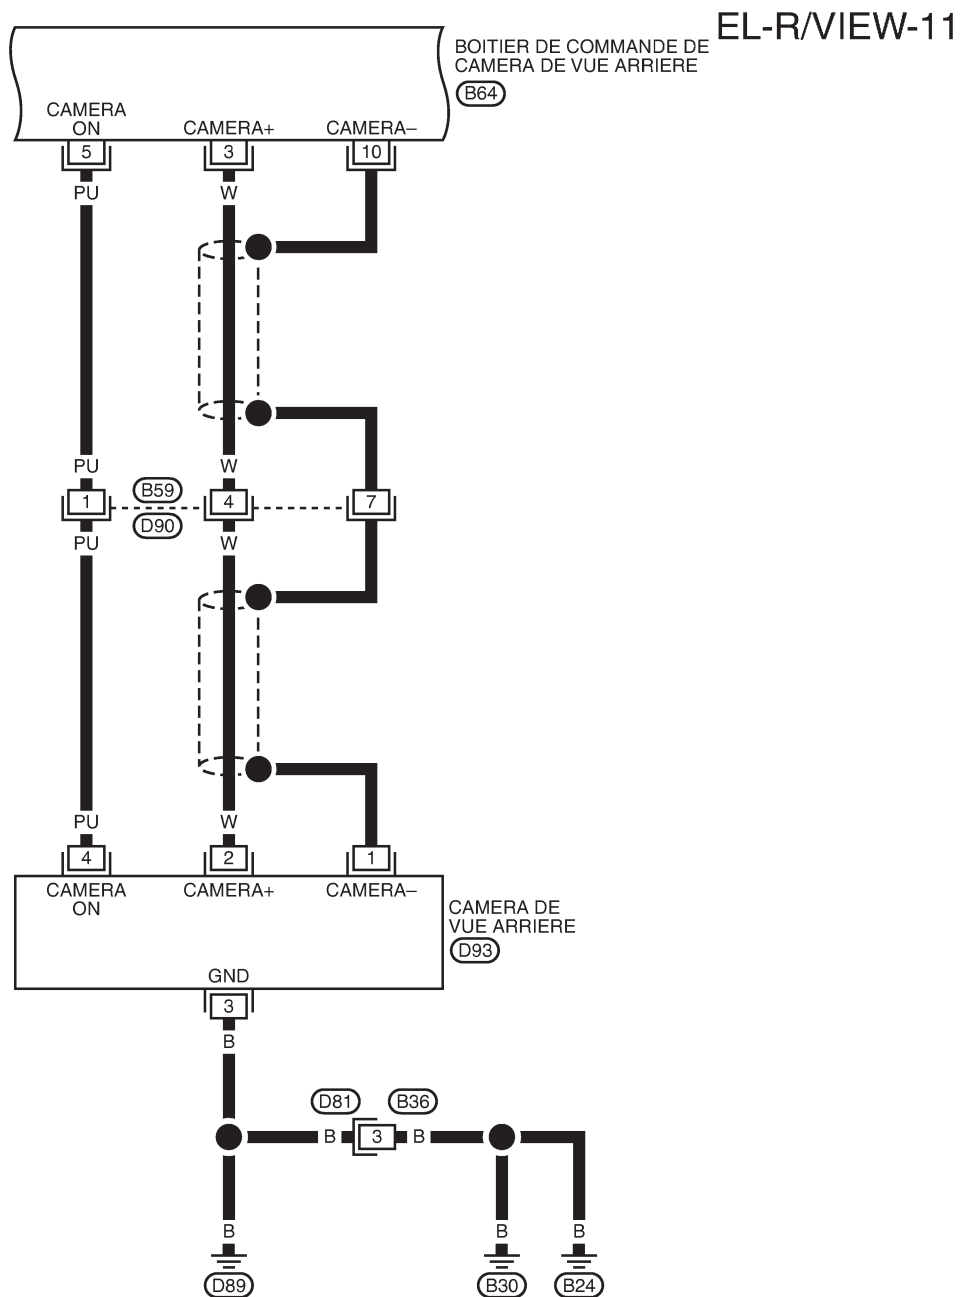 EL-R/VIEW-11
BOITIER DE COMMANDE DE
CAMERA DE VUE ARRIERE
B64
CAMERA
ON
CAMERA+
CAMERA–
5
3
10
PU
W
PU
W
1
B59
4
7
D90
PU
W
PU
W
4
2
1
CAMERA
ON
CAMERA+
CAMERA–
CAMERA DE
VUE ARRIERE
D93
GND
3
B
D81
B36
B
3
B
B
B
B
D89
B30
B24